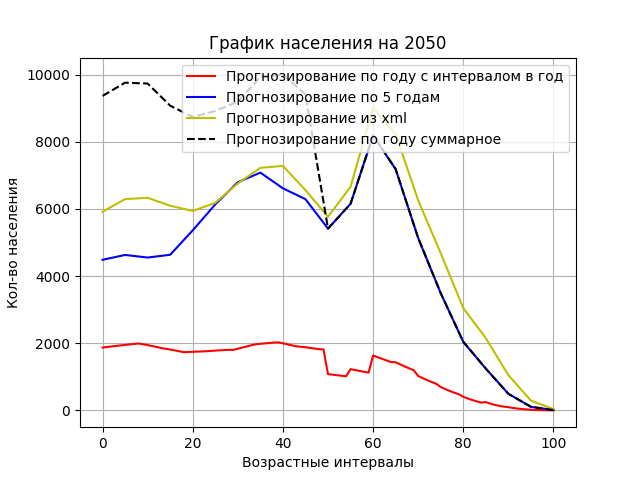 График населения на 2050
Прогнозирование по году с интервалом в год
Прогнозирование по 5 годам
Прогнозирование из xml
Прогнозирование по году суммарное
Кол-во населения
10000
8000
6000
4000
2000
0
0 20 40 60 80 100
Возрастные интервалы